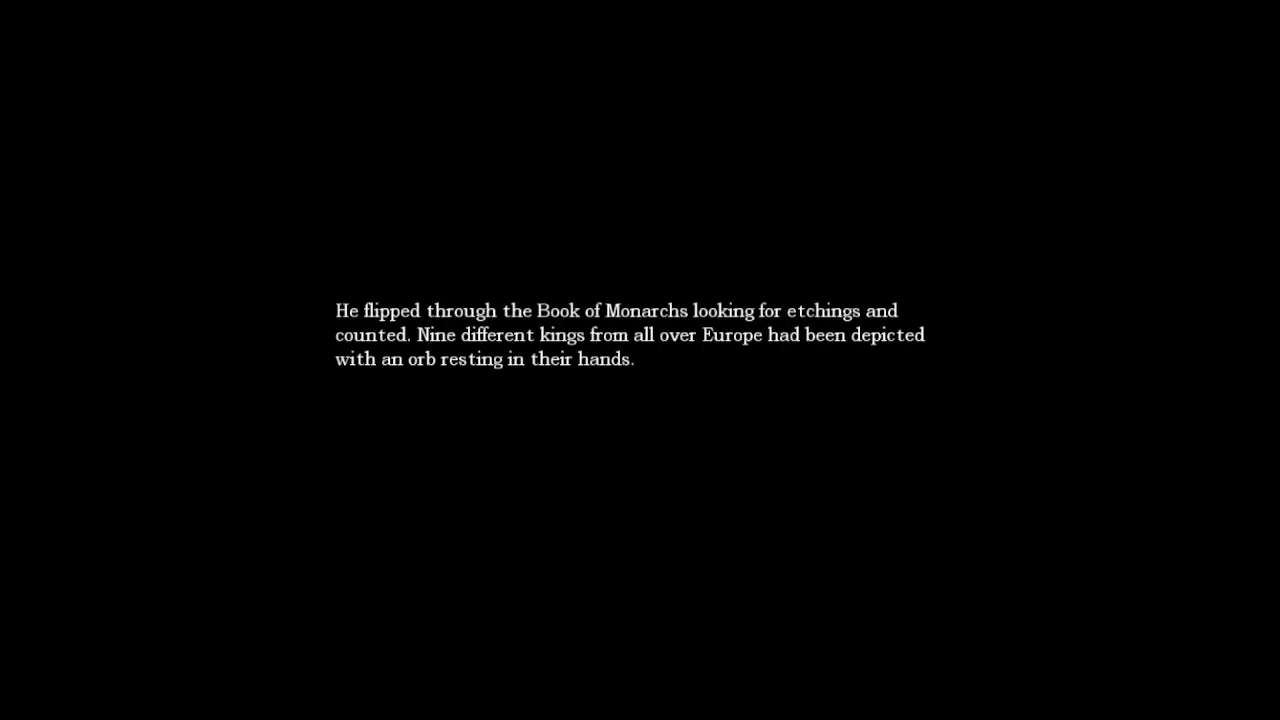 He flipped through the Book of Monarchs looking for etchings and
counted. Nine different kings from all over Europe had been depicted
with an orb resting in their hands.